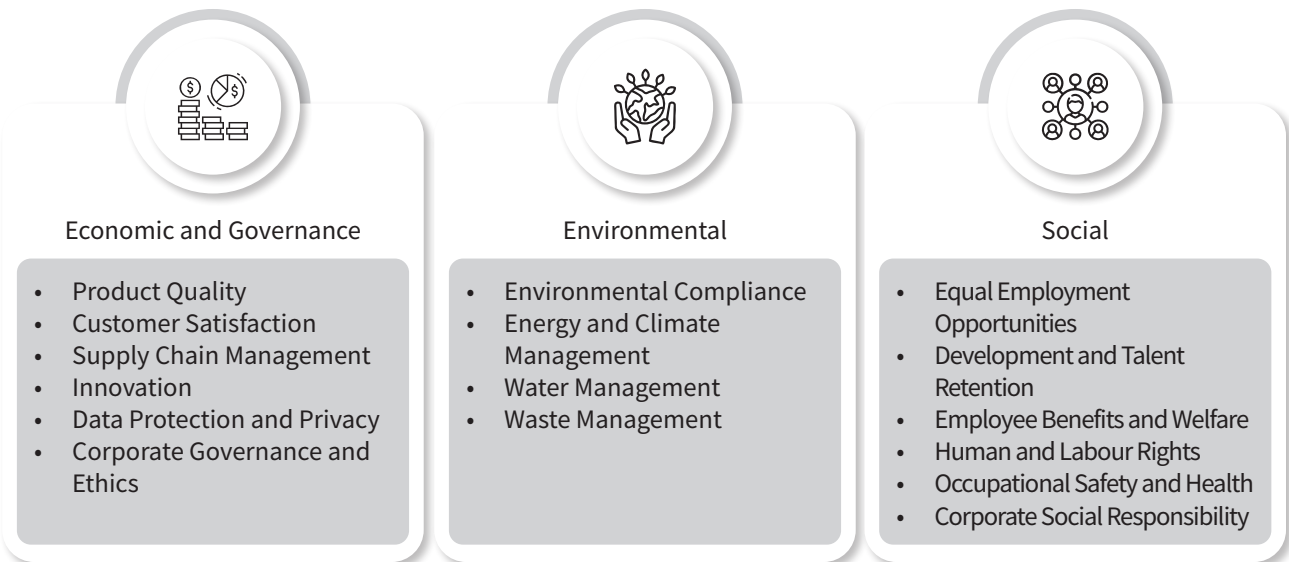 Economic and Governance
• Product Quality
• Customer Satisfaction
• Supply Chain Management
• Innovation
• Data Protection and Privacy
• Corporate Governance and
Ethics
Environmental
• Environmental Compliance
• Energy and Climate
Management
• Water Management
• Waste Management
Social
• Equal Employment
Opportunities
• Development and Talent
Retention
• Employee Benefits and Welfare
• Human and Labour Rights
• Occupational Safety and Health
• Corporate Social Responsibility